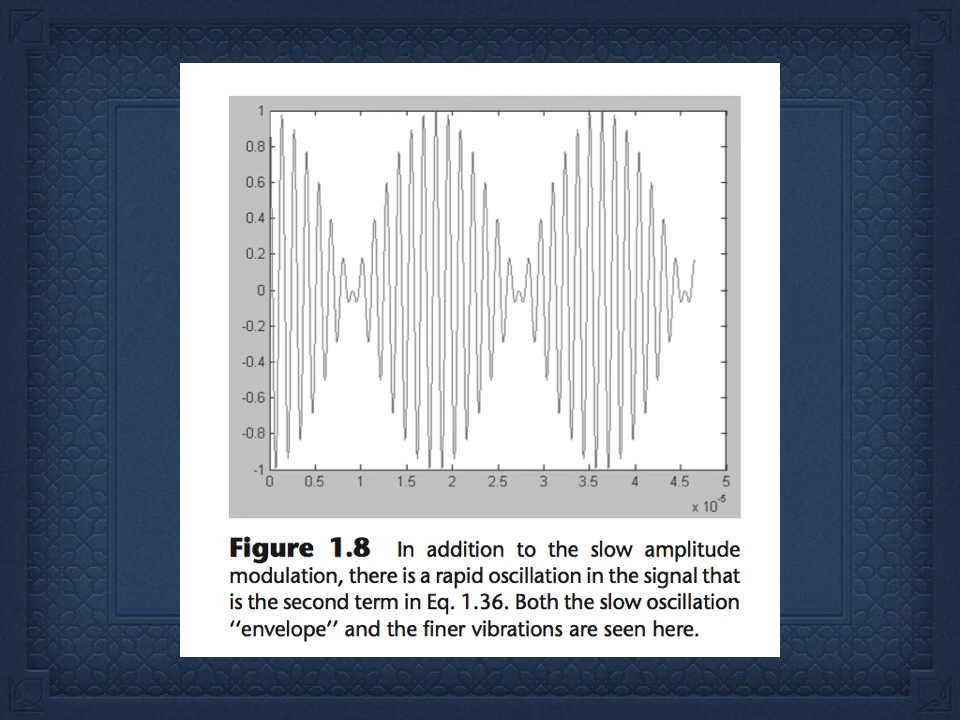 1
0.8
0.6
0.4
0.2
0
-0.2
-0.4
-0.6
-0.8
-1
0 0.5 1 1.5 2 2.5 3 3.5 4 4.5 5
x 10-5
Figure 1.8 In addition to the slow amplitude
modulation, there is a rapid oscillation in the signal that
is the second term in Eq. 1.36. Both the slow oscillation
“envelope” and the finer vibrations are seen here.